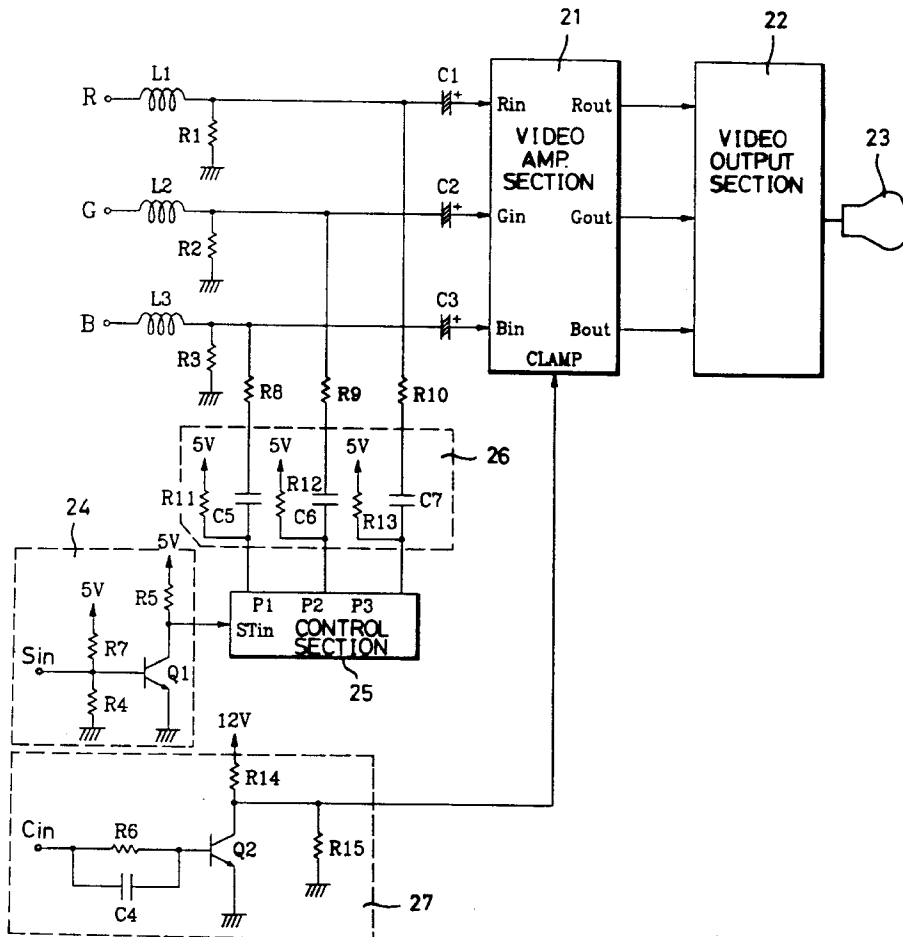 21
22
L1
C1
R
+
Rin
Rout
R1
VIDEO
AMP.
SECTION
VIDEO
OUTPUT
SECTION
23
L2
C2
G
+
Gin
Gout
R2
L3
C3
B
+
Bin
Bout
R3
CLAMP
R8
R9
R10
5V
5V
5V
26
R11
C5
R12
C6
R13
C7
24
5V
5V
R5
P1
P2
P3
STin
CONTROL
SECTION
R7
Sin
Q1
25
R4
12V
R14
Cin
R6
Q2
R15
C4
27